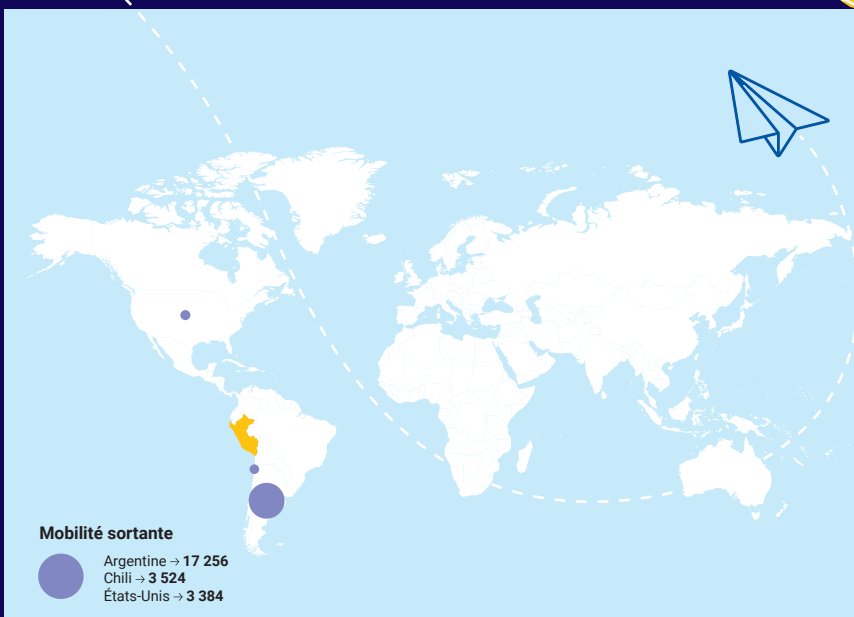 Mobilité sortante
Argentine → 17 256
Chili → 3 524
États-Unis → 3 384